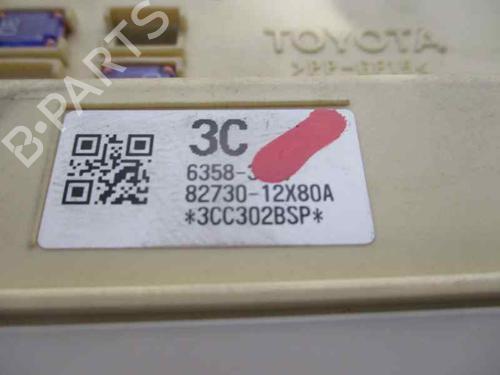 TOYOTA
3C
82730-12X80A
*3CC302BSP*
B-PARTS